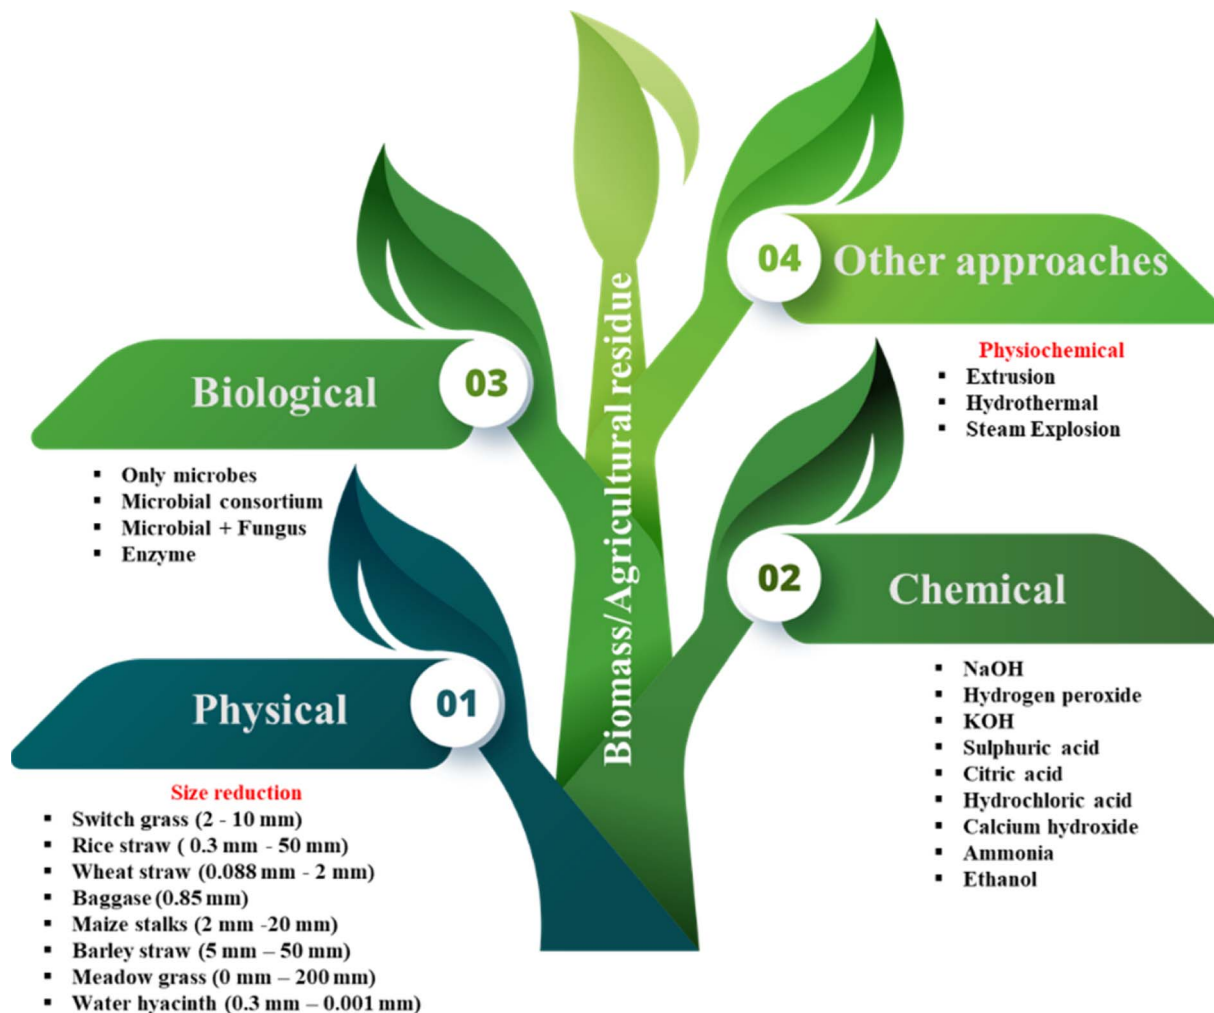 04
Other approaches
Physiochemical
▪ Extrusion
▪ Hydrothermal
▪ Steam Explosion
03
Biological
▪ Only microbes
▪ Microbial consortium
▪ Microbial + Fungus
▪ Enzyme
Biomass/Agricultural residue
02
Chemical
▪ NaOH
▪ Hydrogen peroxide
▪ KOH
▪ Sulphuric acid
▪ Citric acid
▪ Hydrochloric acid
▪ Calcium hydroxide
▪ Ammonia
▪ Ethanol
01
Physical
Size reduction
▪ Switch grass (2 - 10 mm)
▪ Rice straw ( 0.3 mm - 50 mm)
▪ Wheat straw (0.088 mm - 2 mm)
▪ Baggase (0.85 mm)
▪ Maize stalks (2 mm -20 mm)
▪ Barley straw (5 mm – 50 mm)
▪ Meadow grass (0 mm – 200 mm)
▪ Water hyacinth (0.3 mm – 0.001 mm)